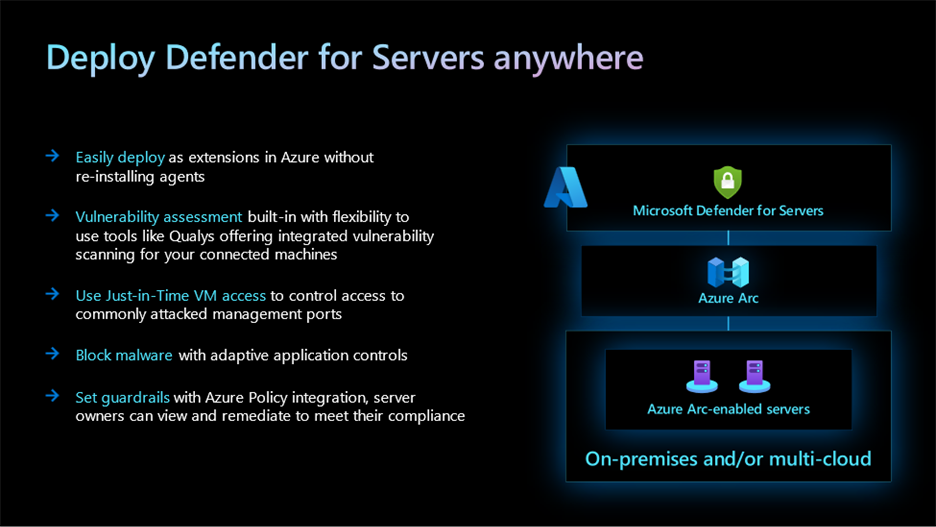 Deploy Defender for Servers anywhere
Easily deploy as extensions in Azure without
re-installing agents
Vulnerability assessment built-in with flexibility to
use tools like Qualys offering integrated vulnerability
scanning for your connected machines
Use Just-in-Time VM access to control access to
commonly attacked management ports
Block malware with adaptive application controls
Set guardrails with Azure Policy integration, server
owners can view and remediate to meet their compliance
Microsoft Defender for Servers
Azure Arc
Azure Arc-enabled servers
On-premises and/or multi-cloud